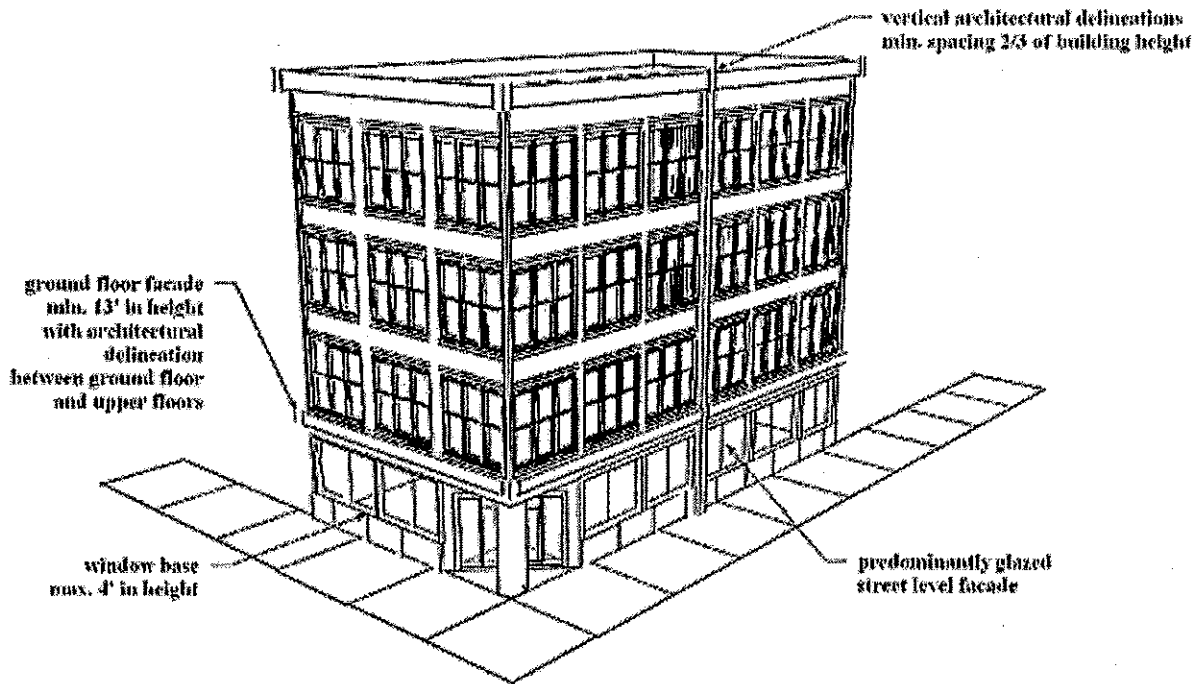 vertical architectural delineations
min. spacing 2/3 of building height
ground floor facade
min. 13' in height
with architectural
delineation
between ground floor
and upper floors
window base
max. 4' in height
predominantly glazed
street level facade